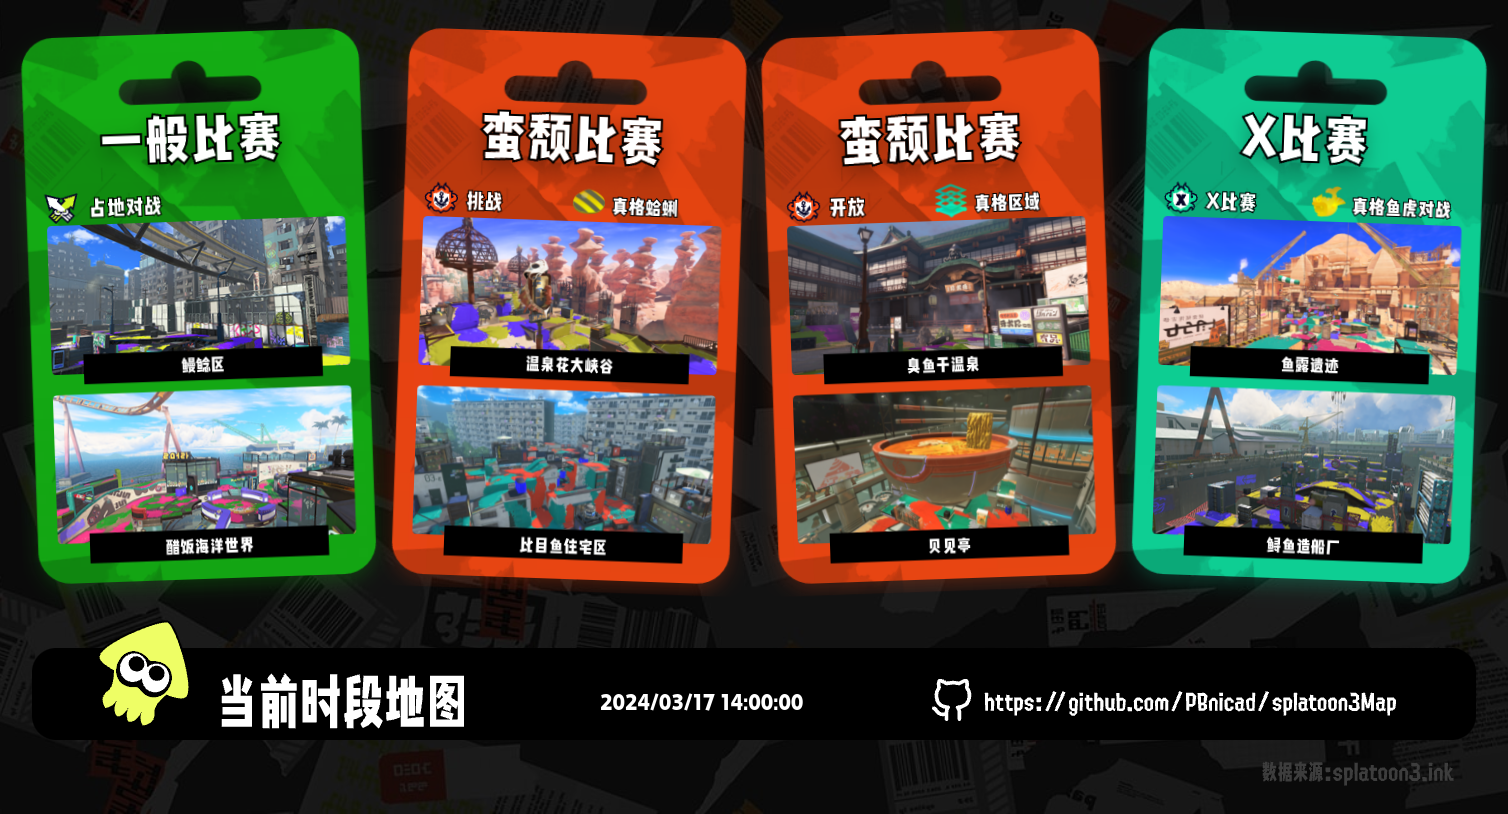 一般比赛
占地对战
鳗鲶区
醋饭海洋世界
蛮颓比赛
挑战
真格蛤蜊
温泉花大峡谷
比目鱼住宅区
蛮颓比赛
开放
真格区域
臭鱼干温泉
贝贝亭
X比赛
X比赛
真格鱼虎对战
鱼露遗迹
鲟鱼造船厂
当前时段地图
2024/03/17 14:00:00
https://github.com/PBnicad/splatoon3Map
数据来源:splatoon3.ink